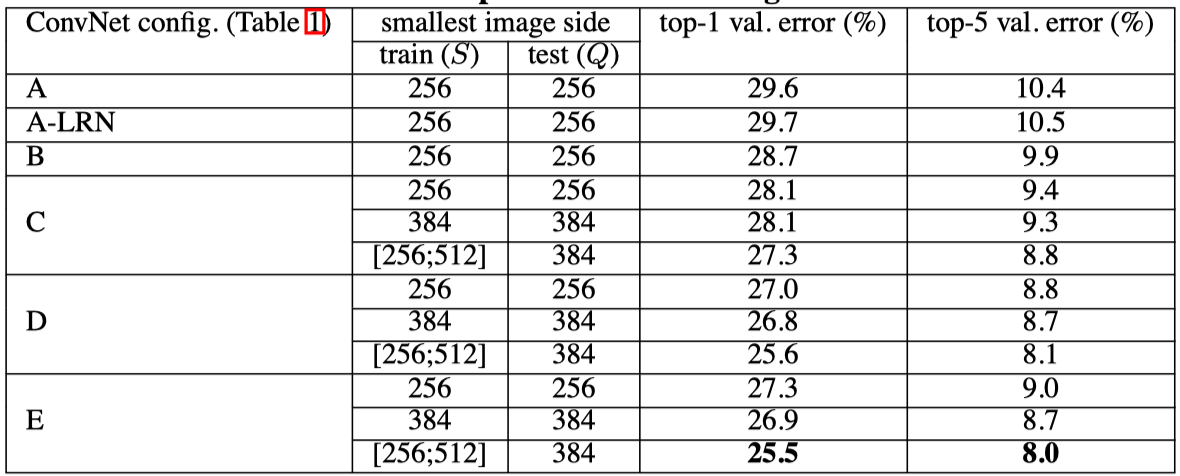 ConvNet config. (Table 1) smallest image side top-1 val. error (%) top-5 val. error (%)
train (S) test (Q)
A 256 256 29.6 10.4
A-LRN 256 256 29.7 10.5
B 256 256 28.7 9.9
C 256 256 28.1 9.4
384 384 28.1 9.3
[256;512] 384 27.3 8.8
D 256 256 27.0 8.8
384 384 26.8 8.7
[256;512] 384 25.6 8.1
E 256 256 27.3 9.0
384 384 26.9 8.7
[256;512] 384 25.5 8.0